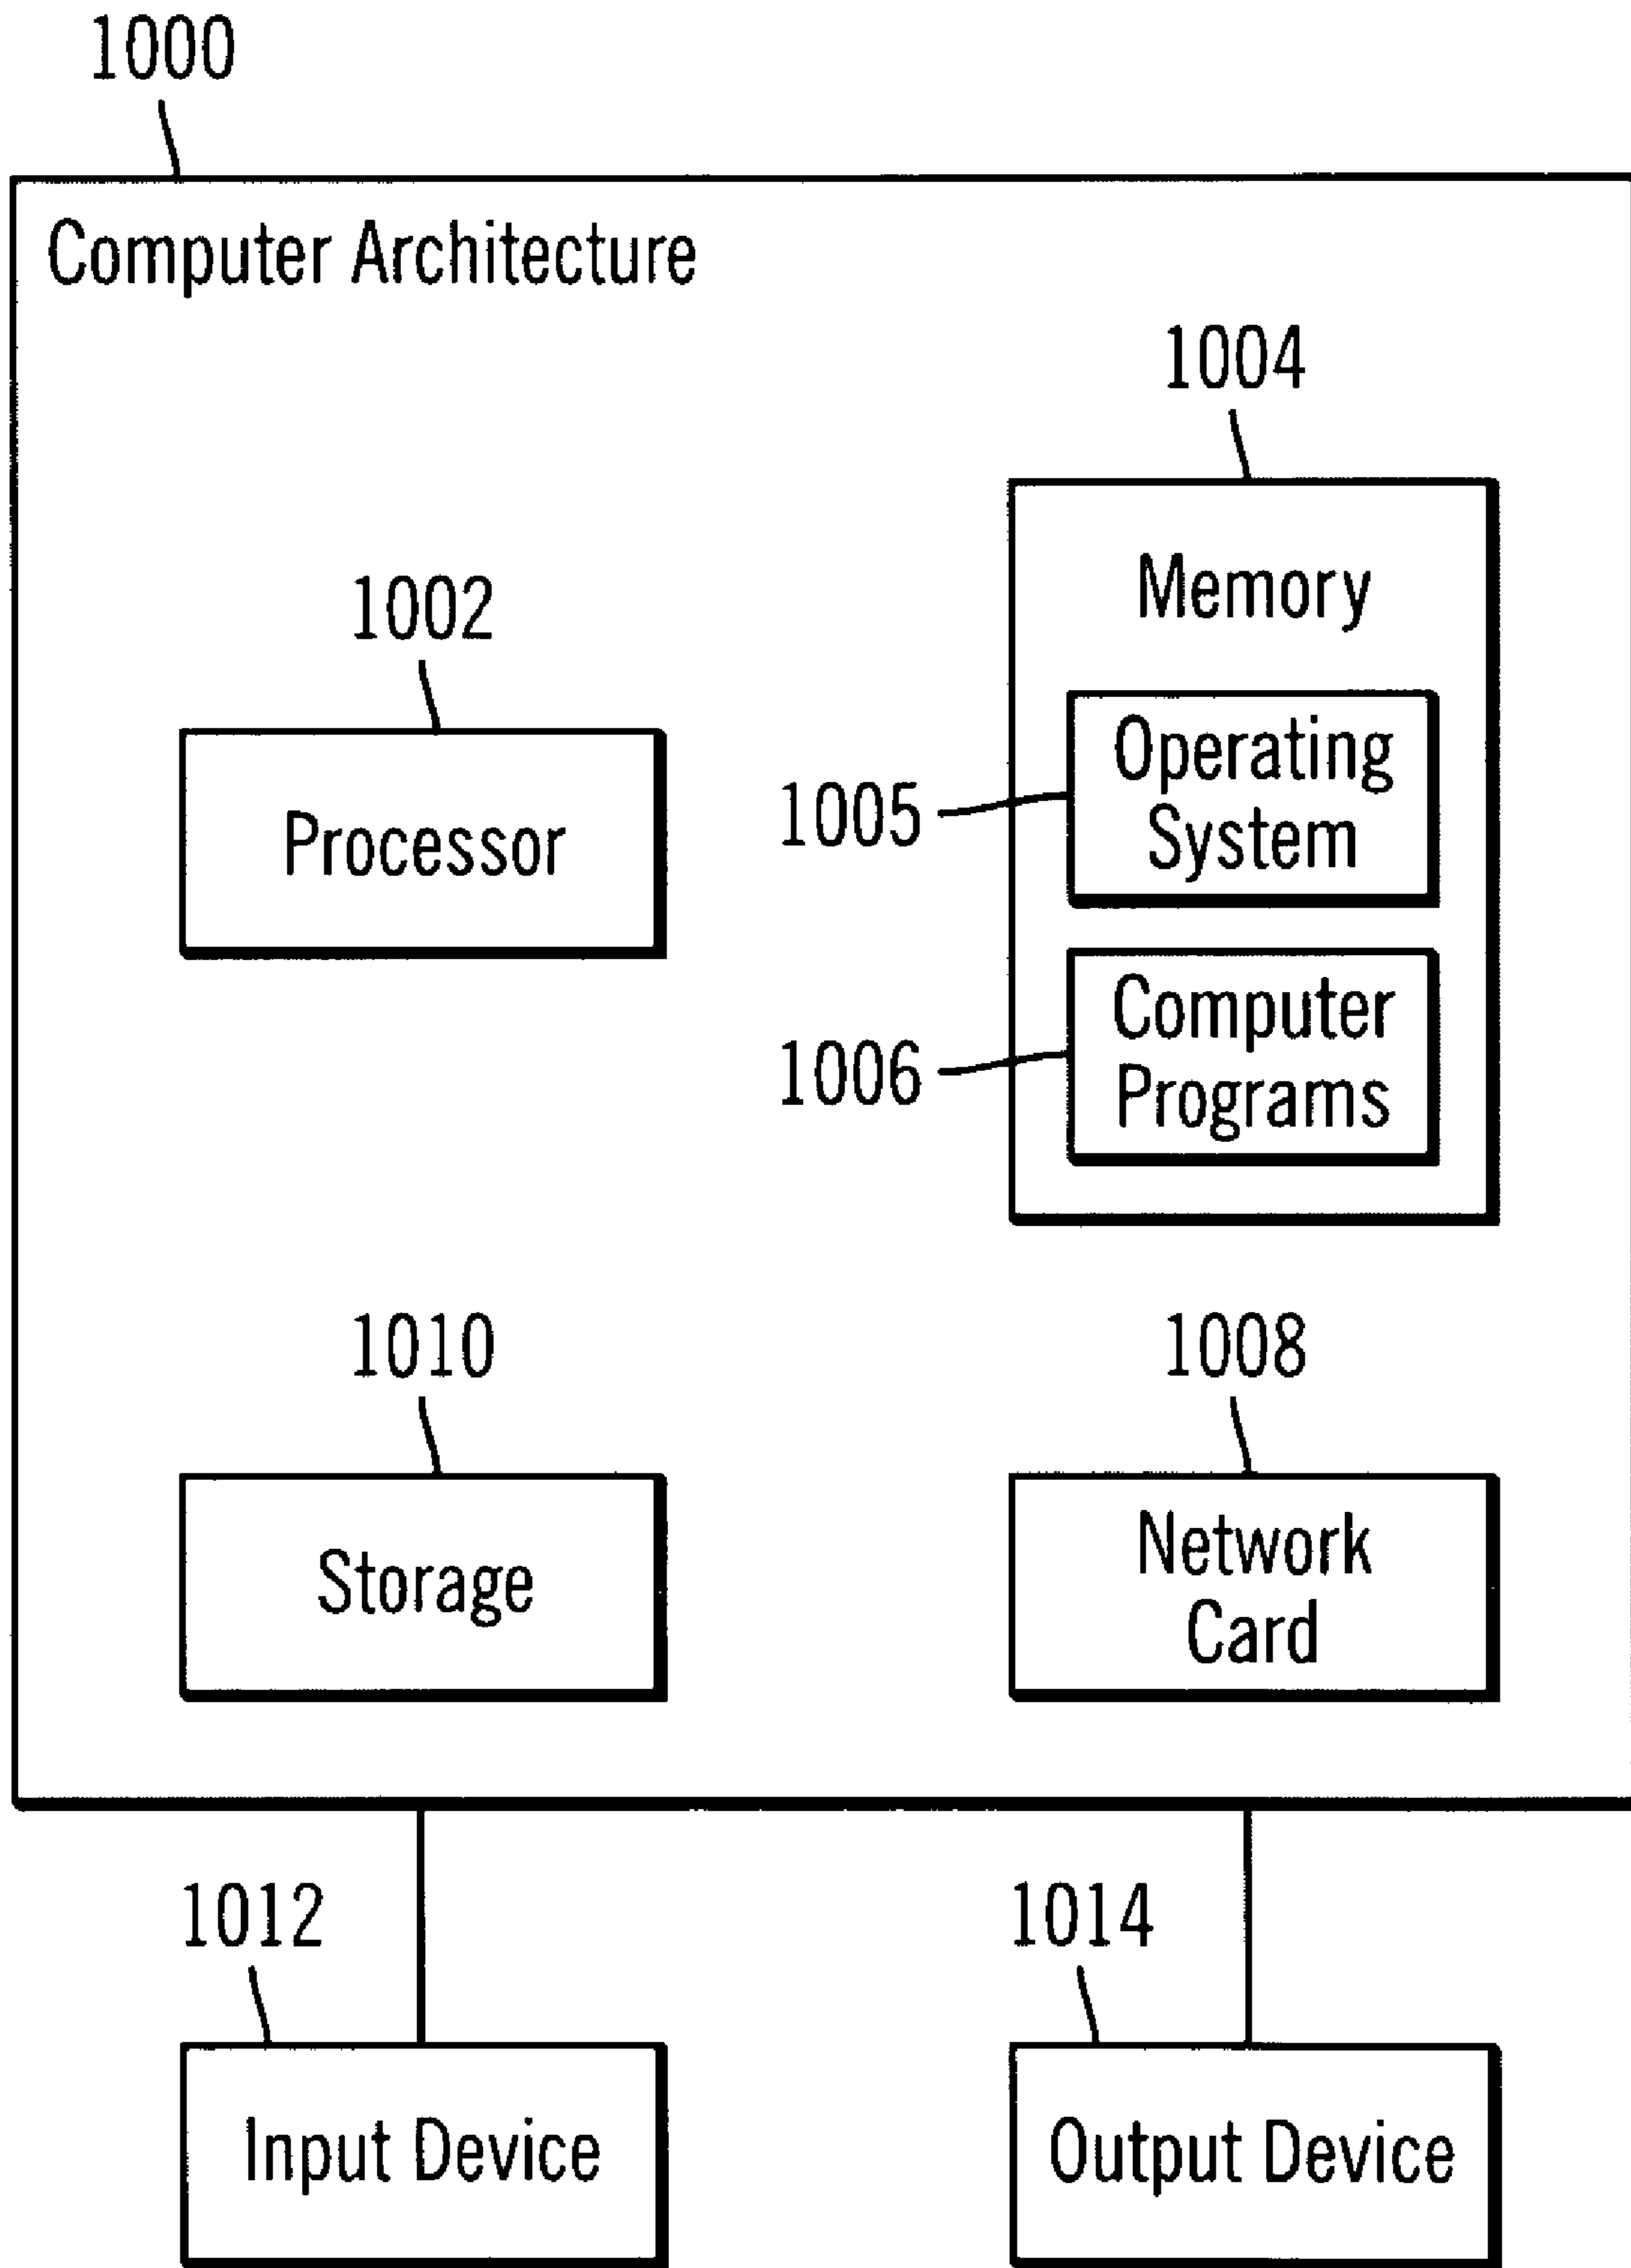 1000
Computer Architecture
1004
Memory
1002
Processor
1005
Operating
System
1006
Computer
Programs
1010
Storage
1008
Network
Card
1012
Input Device
1014
Output Device